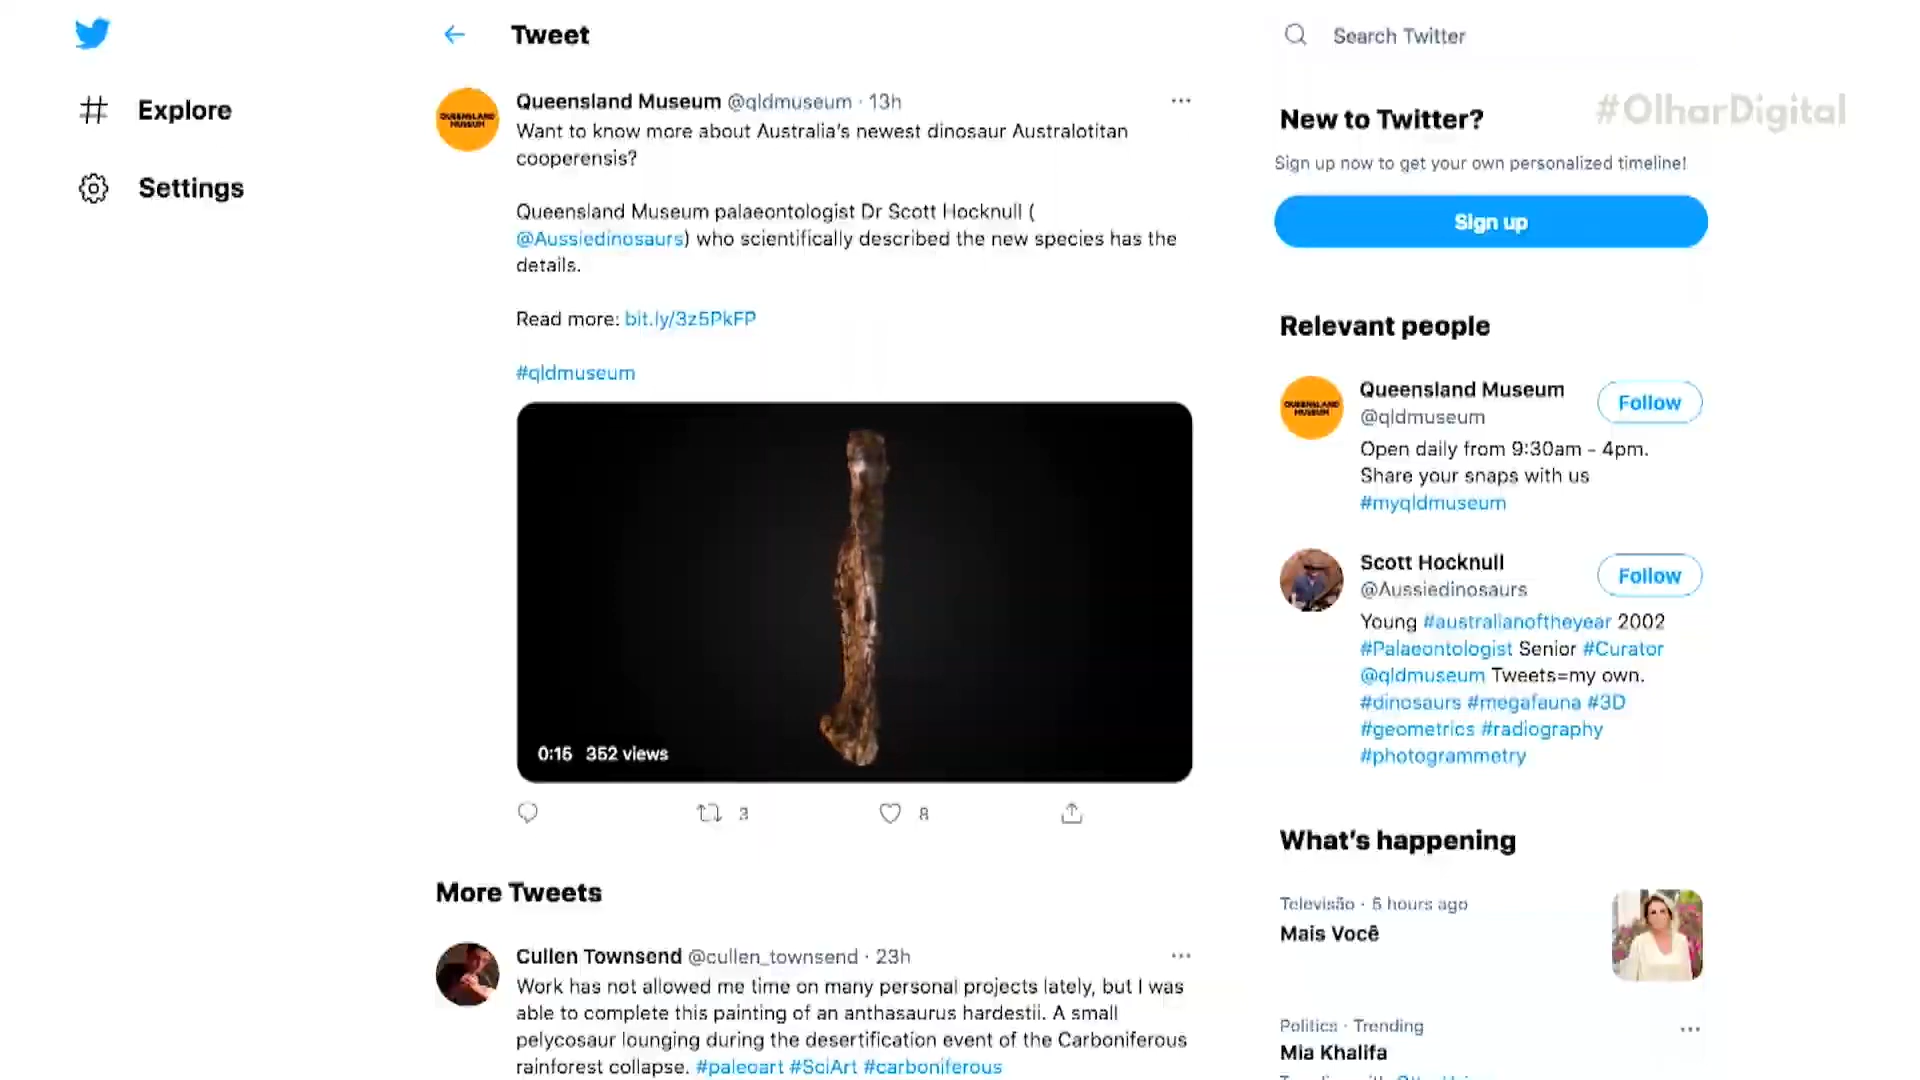 Tweet
Search Twitter
Explore
Settings
QUEENSLAND
MUSEUM
Queensland Museum @qldmuseum · 13h
Want to know more about Australia's newest dinosaur Australotitan
cooperensis?
Queensland Museum palaeontologist Dr Scott Hocknull (
@Aussiedinosaurs) who scientifically described the new species has the
details.
Read more: bit.ly/3z5PkFP
#qldmuseum
0:15 352 views
3
8
More Tweets
Cullen Townsend @cullen_townsend · 23h
Work has not allowed me time on many personal projects lately, but I was
able to complete this painting of an anthasaurus hardestii. A small
pelycosaur lounging during the desertification event of the Carboniferous
rainforest collapse. #paleoart #SciArt #carboniferous
#OlharDigital
New to Twitter?
Sign up now to get your own personalized timeline!
Sign up
Relevant people
QUEENSLAND
MUSEUM
Queensland Museum
@qldmuseum
Follow
Open daily from 9:30am - 4pm.
Share your snaps with us
#myqldmuseum
Scott Hocknull
@Aussiedinosaurs
Follow
Young #australianoftheyear 2002
#Palaeontologist Senior #Curator
@qldmuseum Tweets=my own.
#dinosaurs #megafauna #3D
#geometrics #radiography
#photogrammetry
What's happening
Televisão · 5 hours ago
Mais Você
Politics · Trending
Mia Khalifa